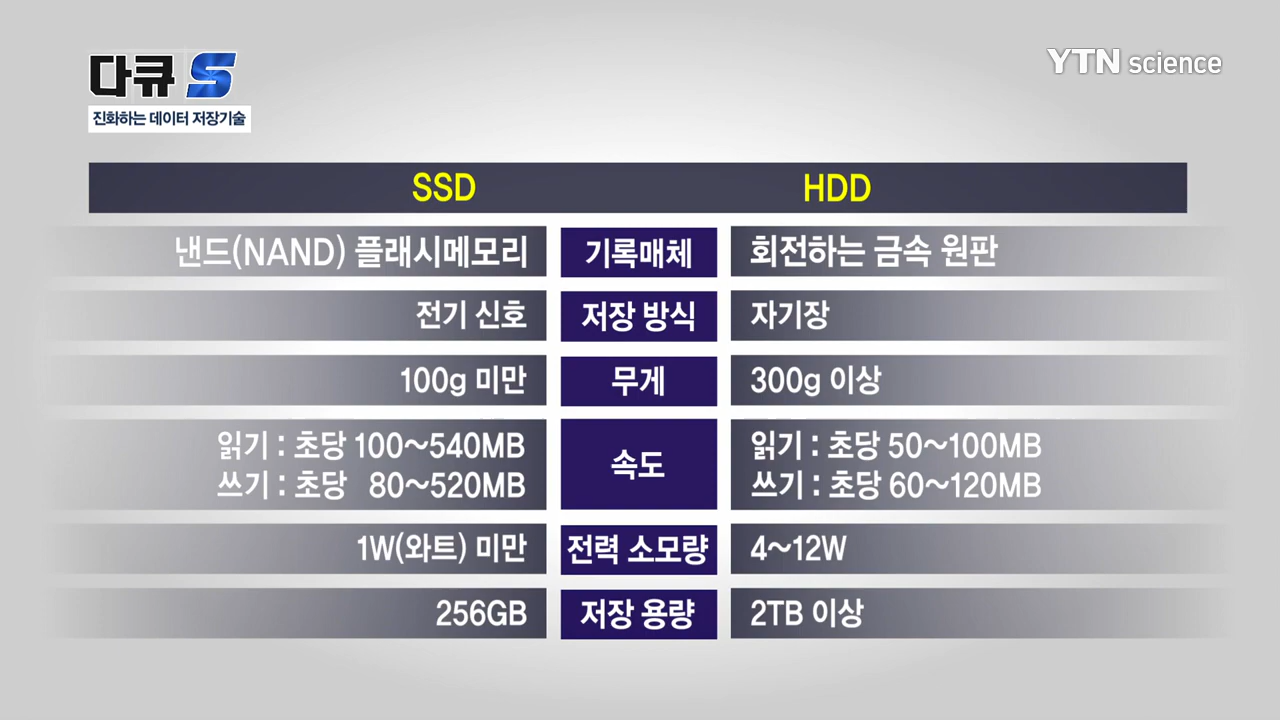 다큐 S
진화하는 데이터 저장기술
YTN science
SSD HDD
낸드(NAND) 플래시메모리 기록매체 회전하는 금속 원판
전기 신호 저장 방식 자기장
100g 미만 무게 300g 이상
읽기 : 초당 100~540MB 속도 읽기 : 초당 50~100MB
쓰기 : 초당 80~520MB 쓰기 : 초당 60~120MB
1W(와트) 미만 전력 소모량 4~12W
256GB 저장 용량 2TB 이상